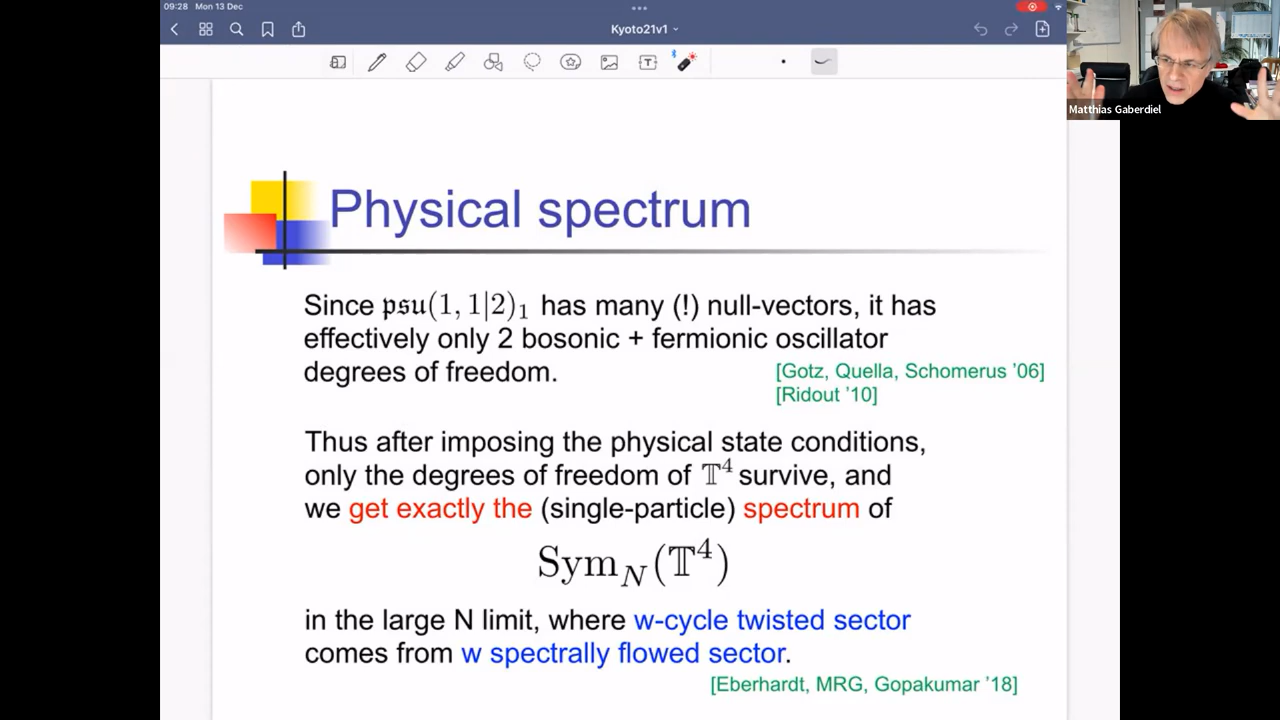 09:28 Mon 13 Dec
Kyoto21v1
Matthias Gaberdiel
Physical spectrum
Since 𝔭𝔰𝔲(1, 1|2)₁ has many (!) null-vectors, it has
effectively only 2 bosonic + fermionic oscillator
degrees of freedom.
[Gotz, Quella, Schomerus '06]
[Ridout '10]
Thus after imposing the physical state conditions,
only the degrees of freedom of 𝕋⁴ survive, and
we get exactly the (single-particle) spectrum of
Sym_N(𝕋⁴)
in the large N limit, where w-cycle twisted sector
comes from w spectrally flowed sector.
[Eberhardt, MRG, Gopakumar '18]